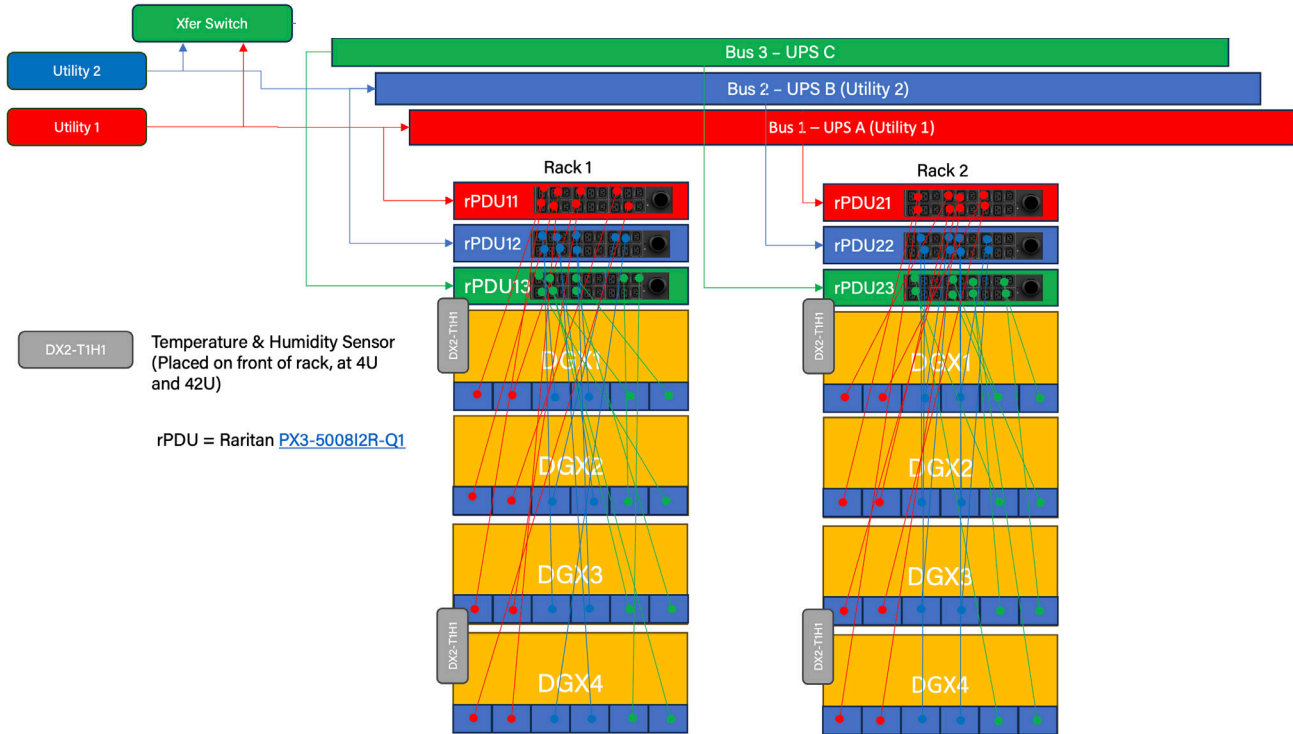 Xfer Switch
Bus 3 – UPS C
Utility 2
Bus 2 – UPS B (Utility 2)
Utility 1
Bus 1 – UPS A (Utility 1)
Rack 1
Rack 2
rPDU11
rPDU21
rPDU12
rPDU22
rPDU13
rPDU23
DX2-T1H1
DX2-T1H1
DX2-T1H1
Temperature & Humidity Sensor
(Placed on front of rack, at 4U
and 42U)
DGX1
DGX1
rPDU = Raritan PX3-5008I2R-Q1
DGX2
DGX2
DGX3
DGX3
DX2-T1H1
DX2-T1H1
DGX4
DGX4